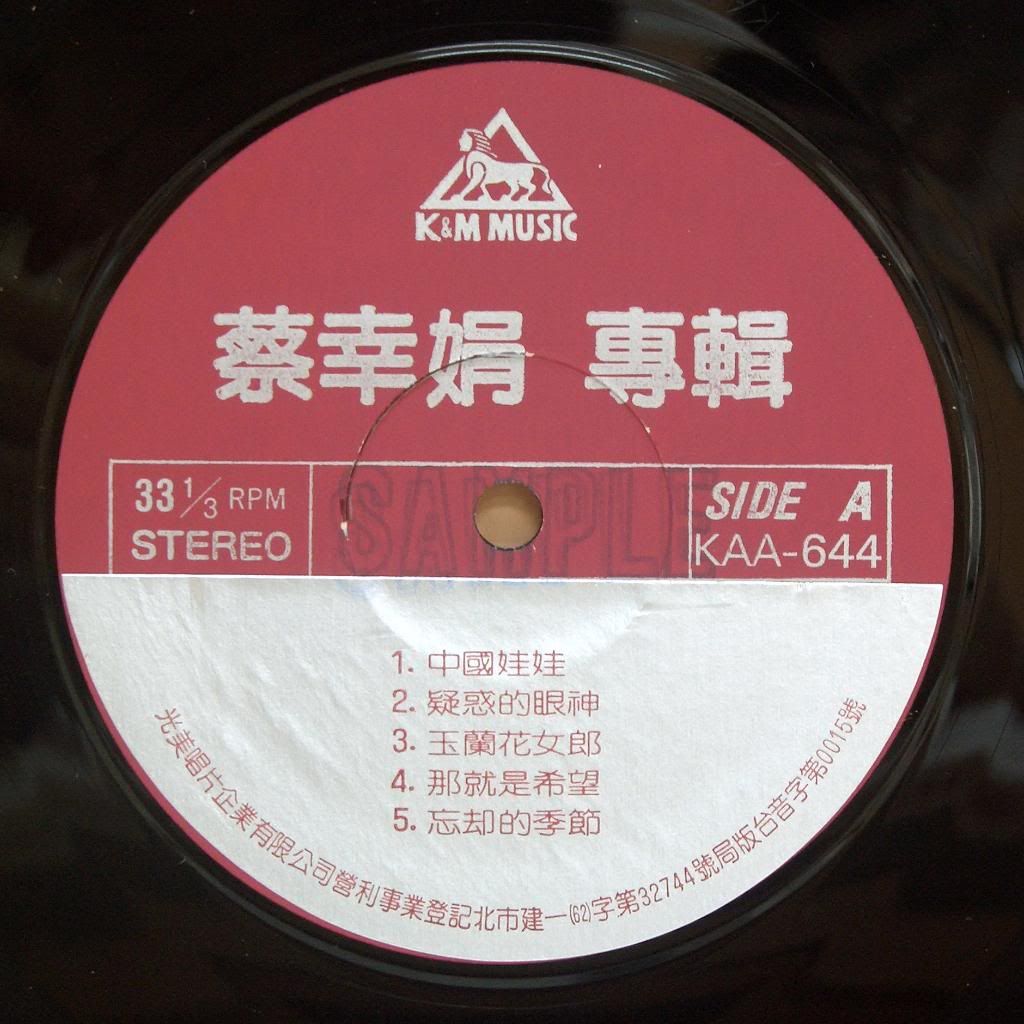 K&M MUSIC
蔡幸娟 專輯
33 1/3 RPM
STEREO
SAMPLE
SIDE A
KAA-644
1. 中國娃娃
2. 疑惑的眼神
3. 玉蘭花女郎
4. 那就是希望
5. 忘却的季節
光美唱片企業有限公司營利事業登記北市建一(62)字第32744號局版台音字第0015號